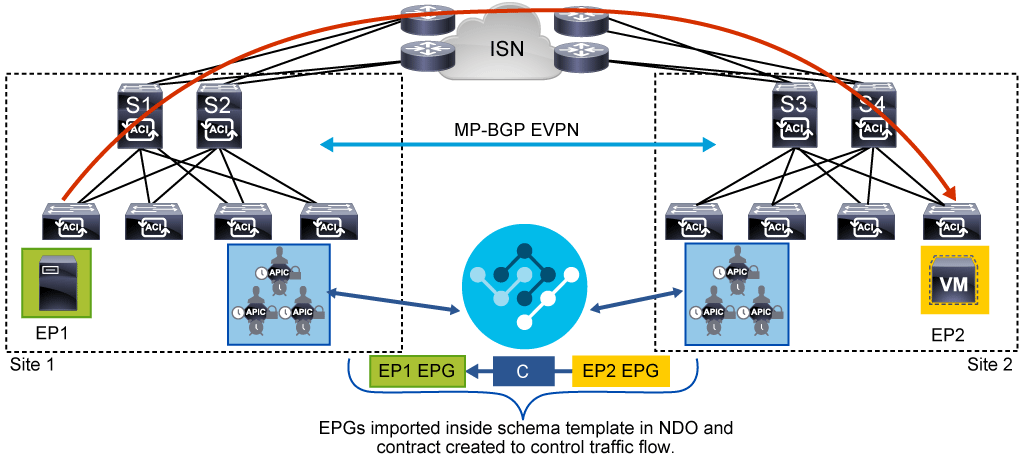 ISN
S1
S2
S3
S4
ACI
ACI
ACI
ACI
MP-BGP EVPN
ACI
ACI
ACI
ACI
ACI
ACI
ACI
ACI
APIC
APIC
APIC
APIC
APIC
APIC
VM
EP1
EP2
Site 1
Site 2
EP1 EPG
C
EP2 EPG
EPGs imported inside schema template in NDO and
contract created to control traffic flow.